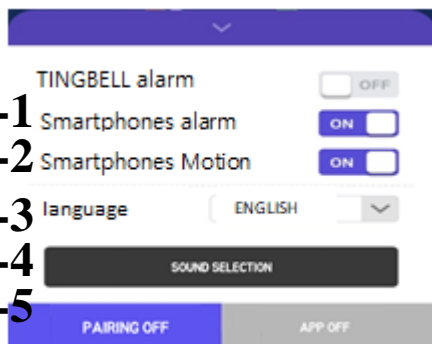 TINGBELL alarm OFF
-1 Smartphones alarm ON
-2 Smartphones Motion ON
-3 language ENGLISH
-4 SOUND SELECTION
-5
PAIRING OFF APP OFF